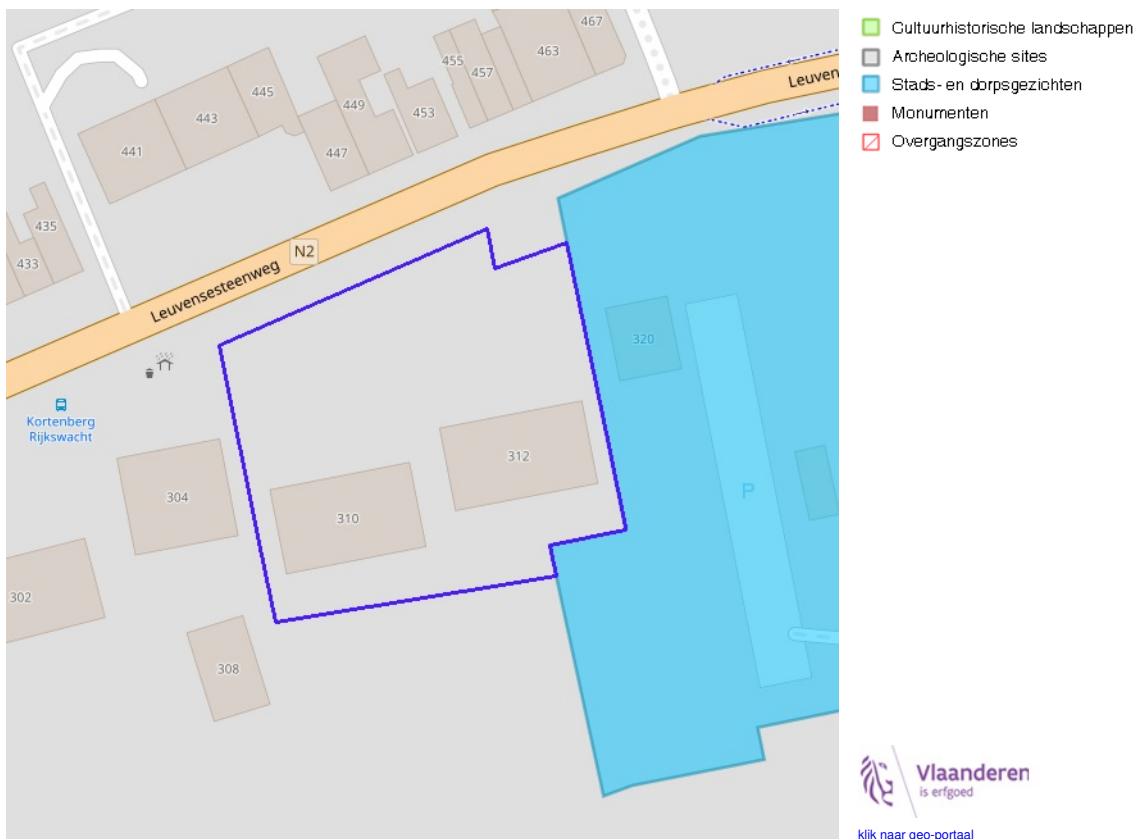 467
463
455
457
Leuven
445
443
449
453
441
447
435
433
N2
Leuvensesteenweg
320
Kortenberg
Rijkswacht
312
304
P
310
302
308
Cultuurhistorische landschappen
Archeologische sites
Stads- en dorpsgezichten
Monumenten
Overgangszones
Vlaanderen
is erfgoed
klik naar geo-portaal